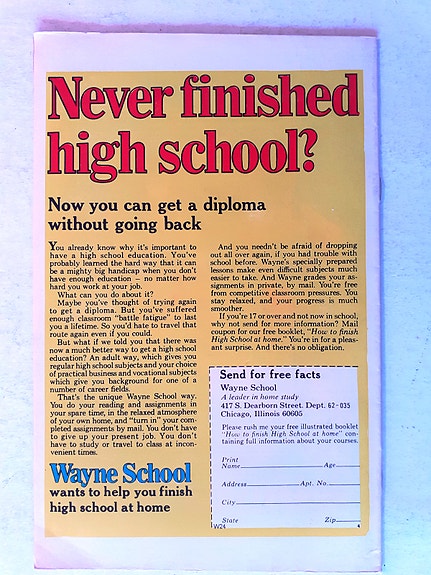 Never finished
high school?
Now you can get a diploma
without going back
You already know why it's important to
have a high school education. You've
probably learned the hard way that it can
be a mighty big handicap when you don't
have enough education — no matter how
hard you work at your job.
What can you do about it?
Maybe you've thought of trying again
to get a diploma. But you've suffered
enough classroom "battle fatigue" to last
you a lifetime. So you'd hate to travel that
route again even if you could.
But what if we told you that there was
now a much better way to get a high school
education? An adult way, which gives you
regular high school subjects and your choice
of practical business and vocational subjects
which give you background for one of a
number of career fields.
That's the unique Wayne School way.
You do your reading and assignments in
your spare time, in the relaxed atmosphere
of your own home, and "turn in" your com-
pleted assignments by mail. You don't have
to give up your present job. You don't
have to study or travel to class at incon-
venient times.
Wayne School
wants to help you finish
high school at home
And you needn't be afraid of dropping
out all over again, if you had trouble with
school before. Wayne's specially prepared
lessons make even difficult subjects much
easier to take. And Wayne grades your as-
signments in private, by mail. You're free
from competitive classroom pressures. You
stay relaxed, and your progress is much
smoother.
If you're 17 or over and not now in school,
why not send for more information? Mail
coupon for our free booklet, "How to finish
High School at home." You're in for a pleas-
ant surprise. And there's no obligation.
Send for free facts
Wayne School
A leader in home study
417 S. Dearborn Street, Dept. 62-035
Chicago, Illinois 60605
Please rush me your free illustrated booklet
"How to finish High School at home" con-
taining full information about your courses.
Print
Name Age
Address Apt. No.
City
State Zip
W24 4